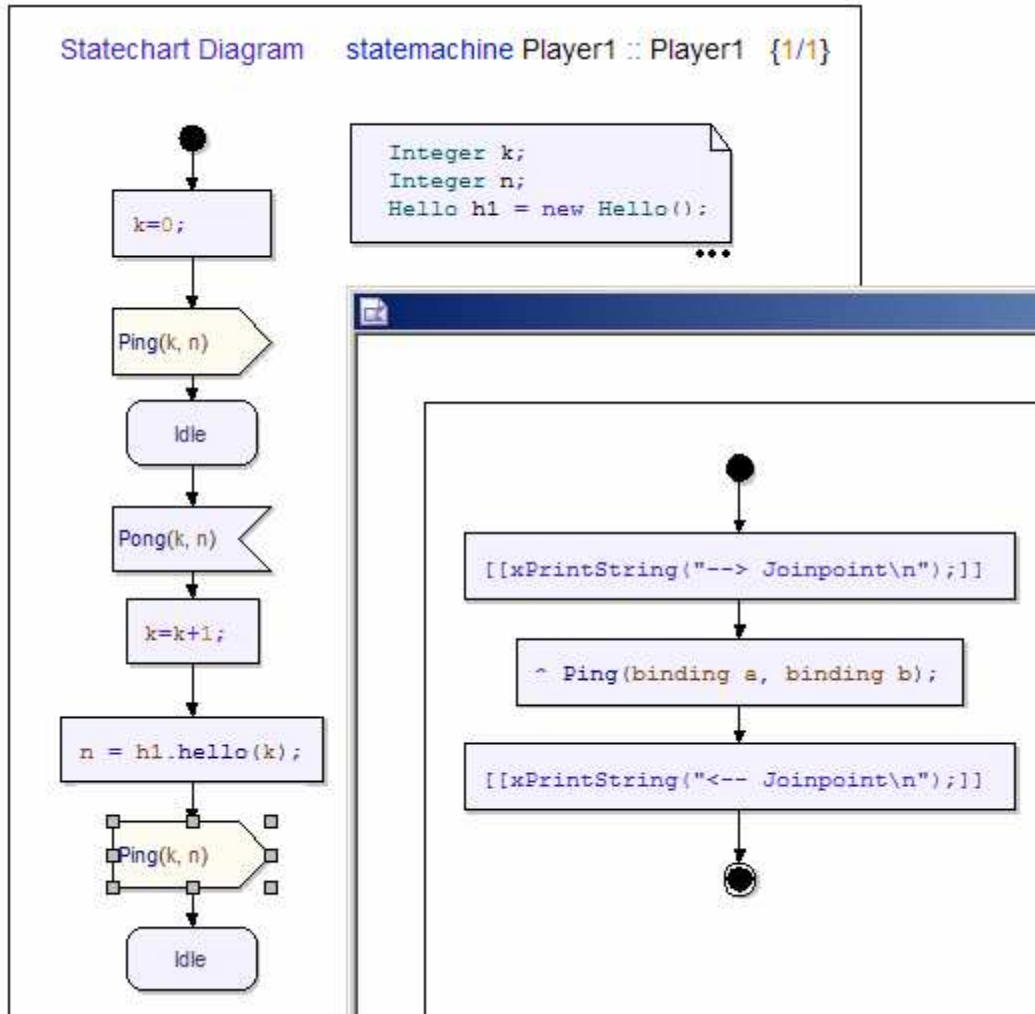 Statechart Diagram statemachine Player1 :: Player1 {1/1}
k=0;
Integer k;
Integer n;
Hello h1 = new Hello();
Ping(k, n)
Idle
Pong(k, n)
k=k+1;
n = h1.hello(k);
Ping(k, n)
Idle
[[xPrintString("--> Joinpoint\n");]]
^ Ping(binding a, binding b);
[[xPrintString("<-- Joinpoint\n");]]